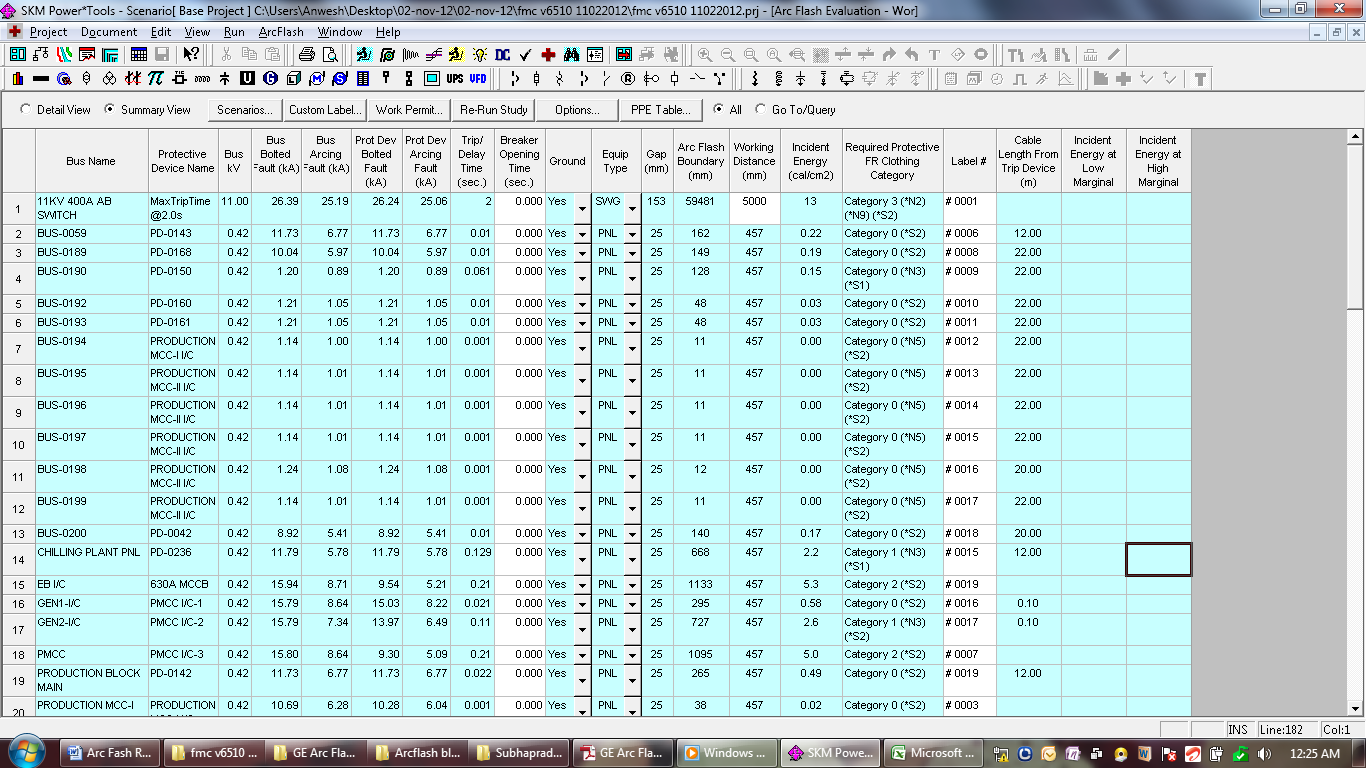 SKM Power*Tools - Scenario[ Base Project ] C:\Users\Anwesh\Desktop\02-nov-12\02-nov-12\fmc v6510 11022012\fmc v6510 11022012.prj - [Arc Flash Evaluation - Wor]
Project Document Edit View Run ArcFlash Window Help
DC
UPS VFD
Detail View Summary View Scenarios... Custom Label... Work Permit... Re-Run Study Options... PPE Table... All Go To/Query
Bus Name Protective Device Name Bus kV Bus Bolted Fault (kA) Bus Arcing Fault (kA) Prot Dev Bolted Fault (kA) Prot Dev Arcing Fault (kA) Trip/ Delay Time (sec.) Breaker Opening Time (sec.) Ground Equip Type Gap (mm) Arc Flash Boundary (mm) Working Distance (mm) Incident Energy (cal/cm2) Required Protective FR Clothing Category Label # Cable Length From Trip Device (m) Incident Energy at Low Marginal Incident Energy at High Marginal
1 11KV 400A AB SWITCH MaxTripTime @2.0s 11.00 26.39 25.19 26.24 25.06 2 0.000 Yes SWG 153 59481 5000 13 Category 3 (*N2) (*N9) (*S2) # 0001
2 BUS-0059 PD-0143 0.42 11.73 6.77 11.73 6.77 0.01 0.000 Yes PNL 25 162 457 0.22 Category 0 (*S2) # 0006 12.00
3 BUS-0189 PD-0168 0.42 10.04 5.97 10.04 5.97 0.01 0.000 Yes PNL 25 149 457 0.19 Category 0 (*S2) # 0008 22.00
4 BUS-0190 PD-0150 0.42 1.20 0.89 1.20 0.89 0.061 0.000 Yes PNL 25 128 457 0.15 Category 0 (*N3) (*S1) # 0009 22.00
5 BUS-0192 PD-0160 0.42 1.21 1.05 1.21 1.05 0.01 0.000 Yes PNL 25 48 457 0.03 Category 0 (*S2) # 0010 22.00
6 BUS-0193 PD-0161 0.42 1.21 1.05 1.21 1.05 0.01 0.000 Yes PNL 25 48 457 0.03 Category 0 (*S2) # 0011 22.00
7 BUS-0194 PRODUCTION MCC-I I/C 0.42 1.14 1.00 1.14 1.00 0.001 0.000 Yes PNL 25 11 457 0.00 Category 0 (*N5) (*S2) # 0012 22.00
8 BUS-0195 PRODUCTION MCC-II I/C 0.42 1.14 1.01 1.14 1.01 0.001 0.000 Yes PNL 25 11 457 0.00 Category 0 (*N5) (*S2) # 0013 22.00
9 BUS-0196 PRODUCTION MCC-II I/C 0.42 1.14 1.01 1.14 1.01 0.001 0.000 Yes PNL 25 11 457 0.00 Category 0 (*N5) (*S2) # 0014 22.00
10 BUS-0197 PRODUCTION MCC-II I/C 0.42 1.14 1.01 1.14 1.01 0.001 0.000 Yes PNL 25 11 457 0.00 Category 0 (*N5) (*S2) # 0015 22.00
11 BUS-0198 PRODUCTION MCC-II I/C 0.42 1.24 1.08 1.24 1.08 0.001 0.000 Yes PNL 25 12 457 0.00 Category 0 (*N5) (*S2) # 0016 20.00
12 BUS-0199 PRODUCTION MCC-II I/C 0.42 1.14 1.01 1.14 1.01 0.001 0.000 Yes PNL 25 11 457 0.00 Category 0 (*N5) (*S2) # 0017 22.00
13 BUS-0200 PD-0042 0.42 8.92 5.41 8.92 5.41 0.01 0.000 Yes PNL 25 140 457 0.17 Category 0 (*S2) # 0018 20.00
14 CHILLING PLANT PNL PD-0236 0.42 11.79 5.78 11.79 5.78 0.129 0.000 Yes PNL 25 668 457 2.2 Category 1 (*N3) (*S1) # 0015 12.00
15 EB I/C 630A MCCB 0.42 15.94 8.71 9.54 5.21 0.21 0.000 Yes PNL 25 1133 457 5.3 Category 2 (*S2) # 0019
16 GEN1-I/C PMCC I/C-1 0.42 15.79 8.64 15.03 8.22 0.021 0.000 Yes PNL 25 295 457 0.58 Category 0 (*S2) # 0016 0.10
17 GEN2-I/C PMCC I/C-2 0.42 15.79 7.34 13.97 6.49 0.11 0.000 Yes PNL 25 727 457 2.6 Category 1 (*N3) (*S2) # 0017 0.10
18 PMCC PMCC I/C-3 0.42 15.80 8.64 9.30 5.09 0.21 0.000 Yes PNL 25 1095 457 5.0 Category 2 (*S2) # 0007
19 PRODUCTION BLOCK MAIN PD-0142 0.42 11.73 6.77 11.73 6.77 0.022 0.000 Yes PNL 25 265 457 0.49 Category 0 (*S2) # 0019 12.00
20 PRODUCTION MCC-I PRODUCTION 0.42 10.69 6.28 10.28 6.04 0.001 0.000 Yes PNL 25 38 457 0.02 Category 0 (*N5) # 0003
INS Line:182 Col:1
Arc Fash R... fmc v6510 ... GE Arc Fla... Arcflash bl... Subhaprad... GE Arc Fla... Windows ... SKM Powe... Microsoft ... 12:25 AM